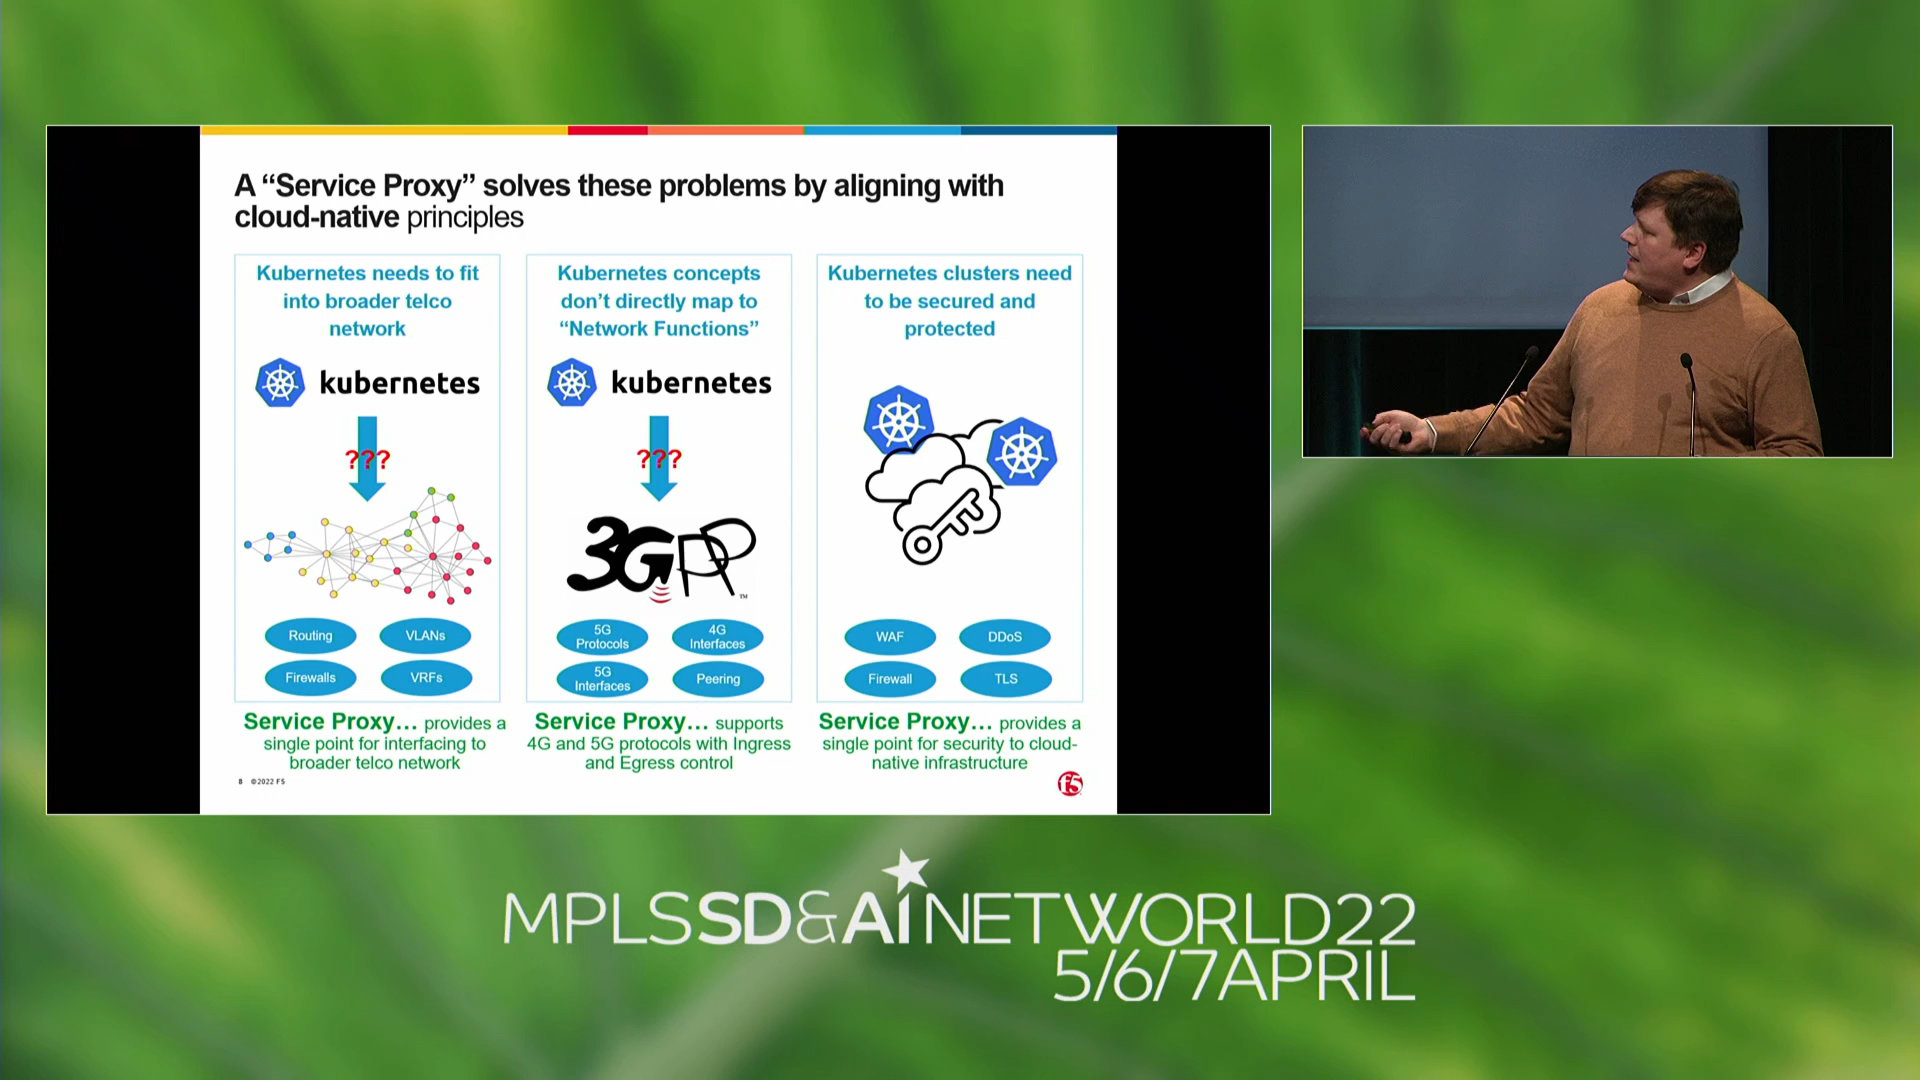 A “Service Proxy” solves these problems by aligning with
cloud-native principles
Kubernetes needs to fit
into broader telco
network
kubernetes
???
Routing
VLANs
Firewalls
VRFs
Service Proxy… provides a
single point for interfacing to
broader telco network
Kubernetes concepts
don’t directly map to
“Network Functions”
kubernetes
???
3GPP
TM
5G
Protocols
4G
Interfaces
5G
Interfaces
Peering
Service Proxy… supports
4G and 5G protocols with Ingress
and Egress control
Kubernetes clusters need
to be secured and
protected
WAF
DDoS
Firewall
TLS
Service Proxy… provides a
single point for security to cloud-
native infrastructure
8 ©2022 F5
f5
MPLSSD&AINETWORLD22
5/6/7APRIL